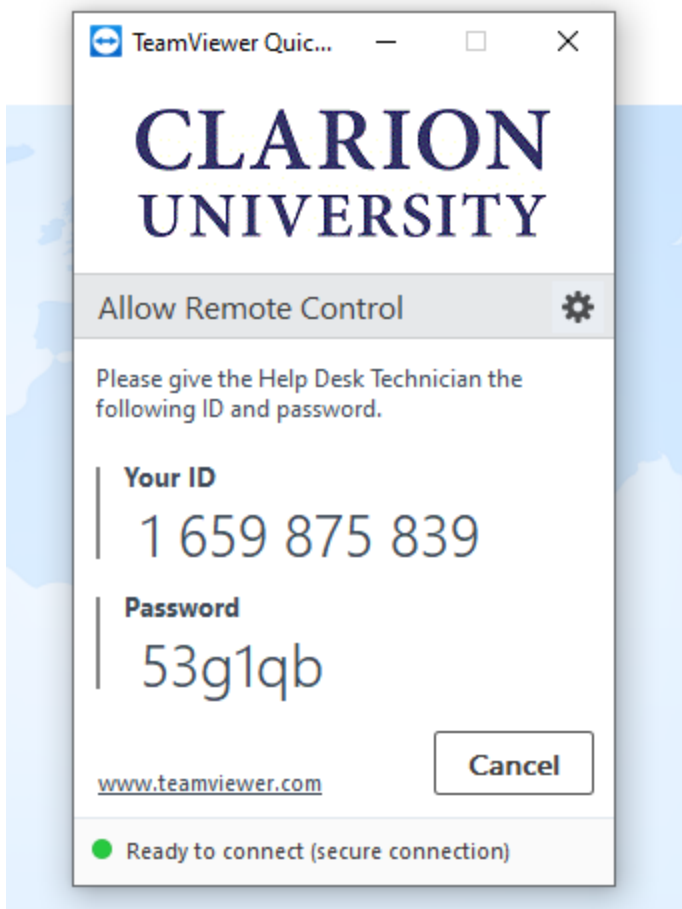 TeamViewer Quic...
CLARION
UNIVERSITY
Allow Remote Control
Please give the Help Desk Technician the
following ID and password.
Your ID
1 659 875 839
Password
53g1qb
Cancel
www.teamviewer.com
Ready to connect (secure connection)